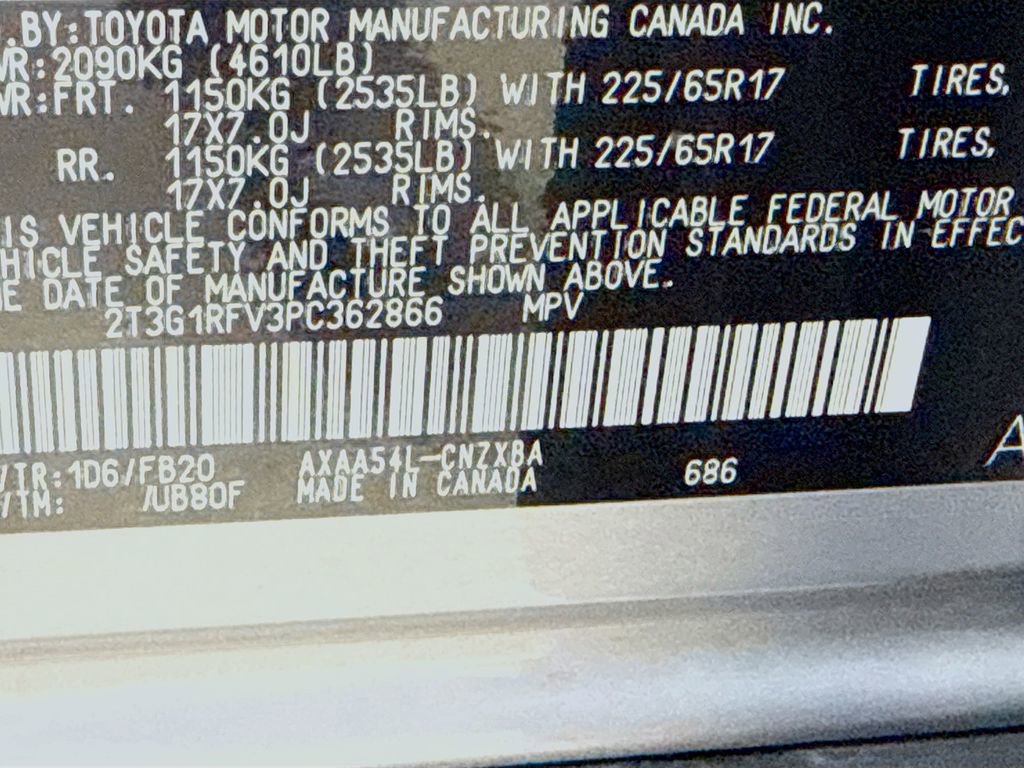 .BY:TOYOTA MOTOR MANUFACTURING CANADA INC.
WR:2090KG (4610LB)
WR:FRT. 1150KG (2535LB) WITH 225/65R17 TIRES,
17X7.0J RIMS.
RR. 1150KG (2535LB) WITH 225/65R17 TIRES,
17X7.0J RIMS.
IS VEHICLE CONFORMS TO ALL APPLICABLE FEDERAL MOTOR
HICLE SAFETY AND THEFT PREVENTION STANDARDS IN EFFEC
E DATE OF MANUFACTURE SHOWN ABOVE.
2T3G1RFV3PC362866 MPV
/TR:1D6/FB20 AXAA54L-CNZXBA 686 A
/TM: /UB80F MADE IN CANADA